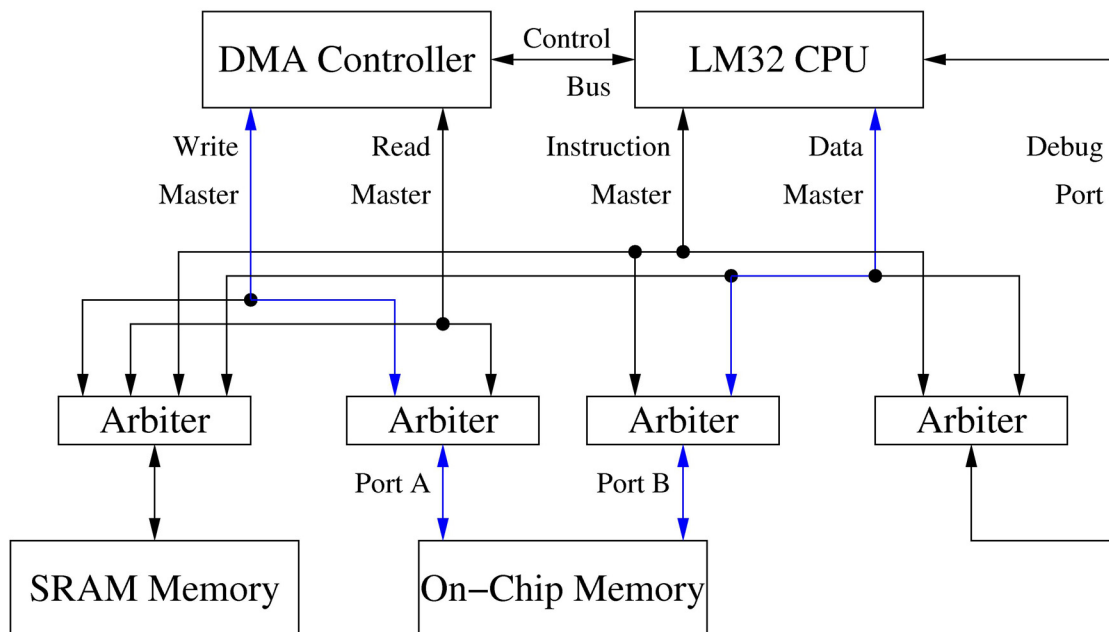 DMA Controller
Control
Bus
LM32 CPU
Write
Master
Read
Master
Instruction
Master
Data
Master
Debug
Port
Arbiter
Arbiter
Arbiter
Arbiter
Port A
Port B
SRAM Memory
On−Chip Memory